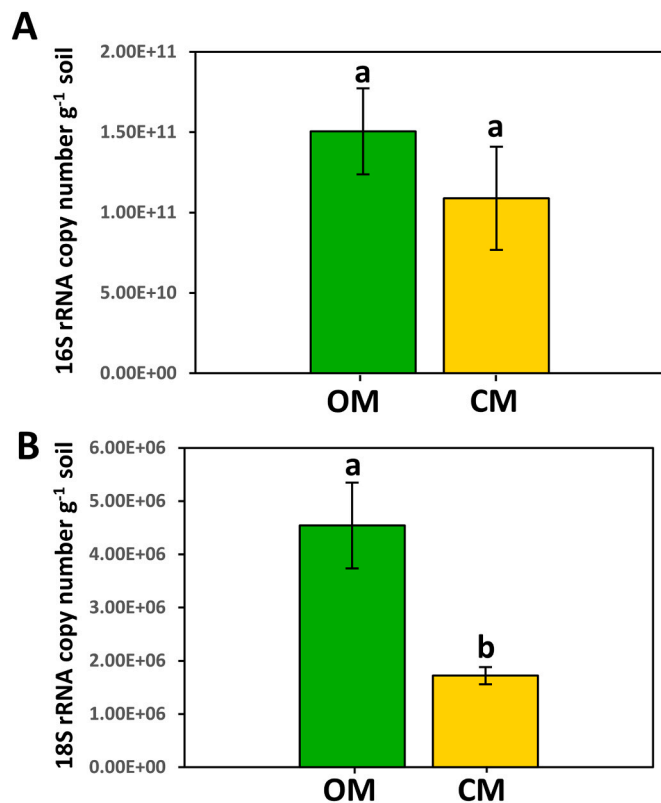 A
16S rRNA copy number g⁻¹ soil
2.00E+11
1.50E+11
1.00E+11
5.00E+10
0.00E+00
a
a
OM
CM
B
18S rRNA copy number g⁻¹ soil
6.00E+06
5.00E+06
4.00E+06
3.00E+06
2.00E+06
1.00E+06
0.00E+00
a
b
OM
CM